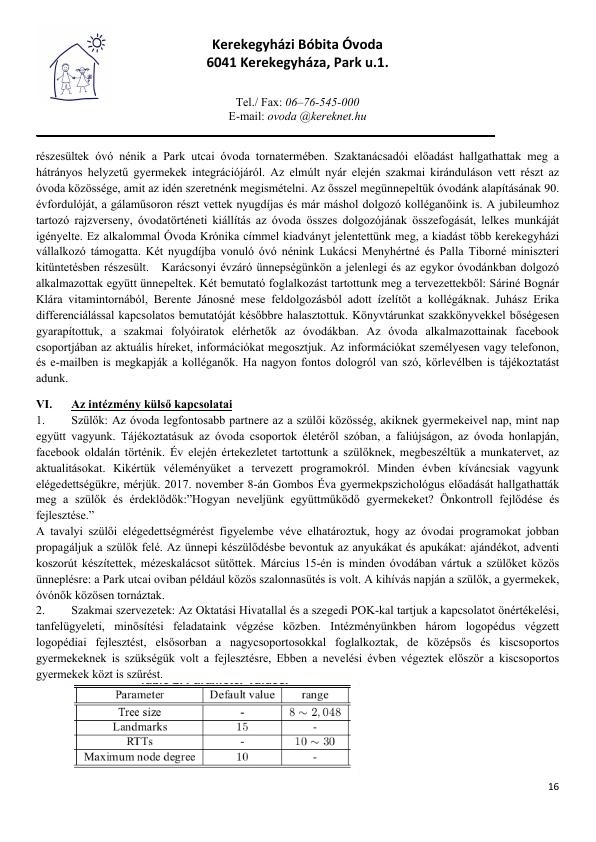 Kerekegyházi Bóbita Óvoda
6041 Kerekegyháza, Park u.1.
Tel./ Fax: 06–76-545-000
E-mail: ovoda @kereknet.hu
részesültek óvó nénik a Park utcai óvoda tornatermében. Szaktanácsadói előadást hallgathattak meg a
hátrányos helyzetű gyermekek integrációjáról. Az elmúlt nyár elején szakmai kiránduláson vett részt az
óvoda közössége, amit az idén szeretnénk megismételni. Az ősszel megünnepeltük óvodánk alapításának 90.
évfordulóját, a gálaműsoron részt vettek nyugdíjas és már máshol dolgozó kolléganőink is. A jubileumhoz
tartozó rajzverseny, óvodatörténeti kiállítás az óvoda összes dolgozójának összefogását, lelkes munkáját
igényelte. Ez alkalommal Óvoda Krónika címmel kiadványt jelentettünk meg, a kiadást több kerekegyházi
vállalkozó támogatta. Két nyugdíjba vonuló óvó nénink Lukácsi Menyhértné és Palla Tiborné miniszteri
kitüntetésben részesült. Karácsonyi évzáró ünnepségünkön a jelenlegi és az egykor óvodánkban dolgozó
alkalmazottak együtt ünnepeltek. Két bemutató foglalkozást tartottunk meg a tervezettekből: Sáriné Bognár
Klára vitamintornából, Berente Jánosné mese feldolgozásból adott ízelítőt a kollégáknak. Juhász Erika
differenciálással kapcsolatos bemutatóját későbbre halasztottuk. Könyvtárunkat szakkönyvekkel bőségesen
gyarapítottuk, a szakmai folyóiratok elérhetők az óvodákban. Az óvoda alkalmazottainak facebook
csoportjában az aktuális híreket, információkat megosztjuk. Az információkat személyesen vagy telefonon,
és e-mailben is megkapják a kolléganők. Ha nagyon fontos dologról van szó, körlevélben is tájékoztatást
adunk.
VI. Az intézmény külső kapcsolatai
1. Szülők: Az óvoda legfontosabb partnere az a szülői közösség, akiknek gyermekeivel nap, mint nap
együtt vagyunk. Tájékoztatásuk az óvoda csoportok életéről szóban, a faliújságon, az óvoda honlapján,
facebook oldalán történik. Év elején értekezletet tartottunk a szülőknek, megbeszéltük a munkatervet, az
aktualitásokat. Kikértük véleményüket a tervezett programokról. Minden évben kíváncsiak vagyunk
elégedettségükre, mérjük. 2017. november 8-án Gombos Éva gyermekpszichológus előadását hallgathatták
meg a szülők és érdeklődők:”Hogyan neveljünk együttműködő gyermekeket? Önkontroll fejlődése és
fejlesztése.”
A tavalyi szülői elégedettségmérést figyelembe véve elhatároztuk, hogy az óvodai programokat jobban
propagáljuk a szülők felé. Az ünnepi készülődésbe bevontuk az anyukákat és apukákat: ajándékot, adventi
koszorút készítettek, mézeskalácsot sütöttek. Március 15-én is minden óvodában vártuk a szülőket közös
ünneplésre: a Park utcai oviban például közös szalonnasütés is volt. A kihívás napján a szülők, a gyermekek,
óvónők közösen tornáztak.
2. Szakmai szervezetek: Az Oktatási Hivatallal és a szegedi POK-kal tartjuk a kapcsolatot önértékelési,
tanfelügyeleti, minősítési feladataink végzése közben. Intézményünkben három logopédus végzett
logopédiai fejlesztést, elsősorban a nagycsoportosokkal foglalkoztak, de középsős és kiscsoportos
gyermekeknek is szükségük volt a fejlesztésre, Ebben a nevelési évben végeztek először a kiscsoportos
gyermekek közt is szűrést.
Parameter Default value range
Tree size - 8 ∼ 2,048
Landmarks 15 -
RTTs - 10 ∼ 30
Maximum node degree 10 -
16